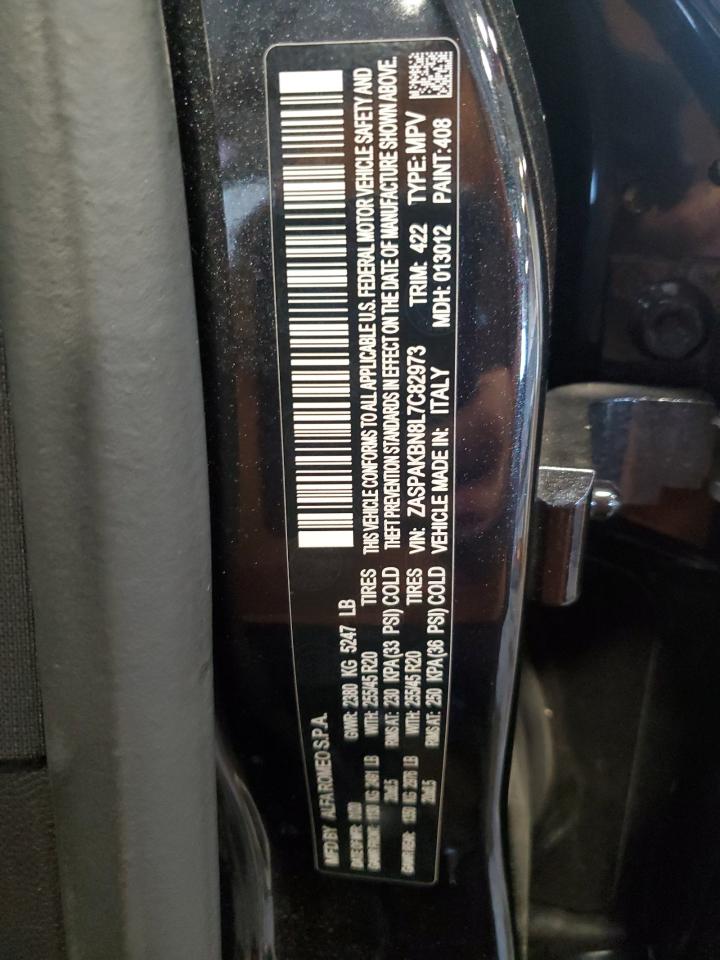 MFD BY ALFA ROMEO S.P.A.
GVWR: 2380 KG 5247 LB
WITH: 255/45 R20 TIRES
RIMS AT: 230 KPA(33 PSI) COLD
WITH: 255/45 R20 TIRES
RIMS AT: 250 KPA(36 PSI) COLD
THIS VEHICLE CONFORMS TO ALL APPLICABLE U.S. FEDERAL MOTOR VEHICLE SAFETY AND
THEFT PREVENTION STANDARDS IN EFFECT ON THE DATE OF MANUFACTURE SHOWN ABOVE.
VIN: ZASPAKBN8L7C82973 TRIM: 422 TYPE: MPV
VEHICLE MADE IN: ITALY MDH: 013012 PAINT: 408